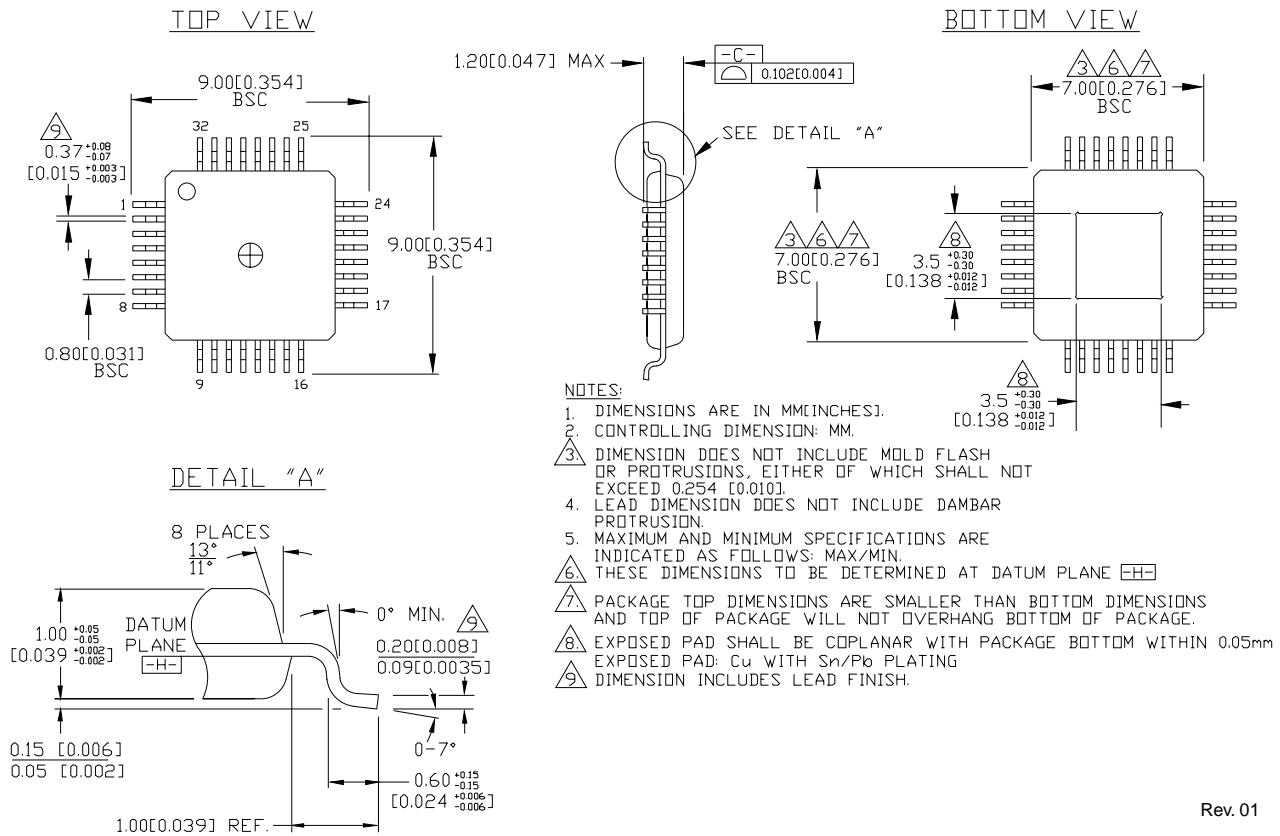 TOP VIEW
9.00[0.354]
BSC
9
0.37 +0.08 -0.07
[0.015 +0.003 -0.003]
32
25
1
24
8
17
9
16
9.00[0.354]
BSC
0.80[0.031]
BSC
1.20[0.047] MAX
-C-
0.102[0.004]
SEE DETAIL "A"
BOTTOM VIEW
3 6 7
7.00[0.276]
BSC
3 6 7
7.00[0.276]
BSC
8
3.5 +0.30 -0.30
[0.138 +0.012 -0.012]
8
3.5 +0.30 -0.30
[0.138 +0.012 -0.012]
NOTES:
1. DIMENSIONS ARE IN MM[INCHES].
2. CONTROLLING DIMENSION: MM.
3. DIMENSION DOES NOT INCLUDE MOLD FLASH
OR PROTRUSIONS, EITHER OF WHICH SHALL NOT
EXCEED 0.254 [0.010].
4. LEAD DIMENSION DOES NOT INCLUDE DAMBAR
PROTRUSION.
5. MAXIMUM AND MINIMUM SPECIFICATIONS ARE
INDICATED AS FOLLOWS: MAX/MIN.
6. THESE DIMENSIONS TO BE DETERMINED AT DATUM PLANE -H-
7. PACKAGE TOP DIMENSIONS ARE SMALLER THAN BOTTOM DIMENSIONS
AND TOP OF PACKAGE WILL NOT OVERHANG BOTTOM OF PACKAGE.
8. EXPOSED PAD SHALL BE COPLANAR WITH PACKAGE BOTTOM WITHIN 0.05mm
EXPOSED PAD: Cu WITH Sn/Pb PLATING
9. DIMENSION INCLUDES LEAD FINISH.
DETAIL "A"
8 PLACES
13°
11°
0° MIN.
9
0.20[0.008]
0.09[0.0035]
DATUM
PLANE
-H-
1.00 +0.05 -0.05
[0.039 +0.002 -0.002]
0.15 [0.006]
0.05 [0.002]
0-7°
0.60 +0.15 -0.15
[0.024 +0.006 -0.006]
1.00[0.039] REF.
Rev. 01